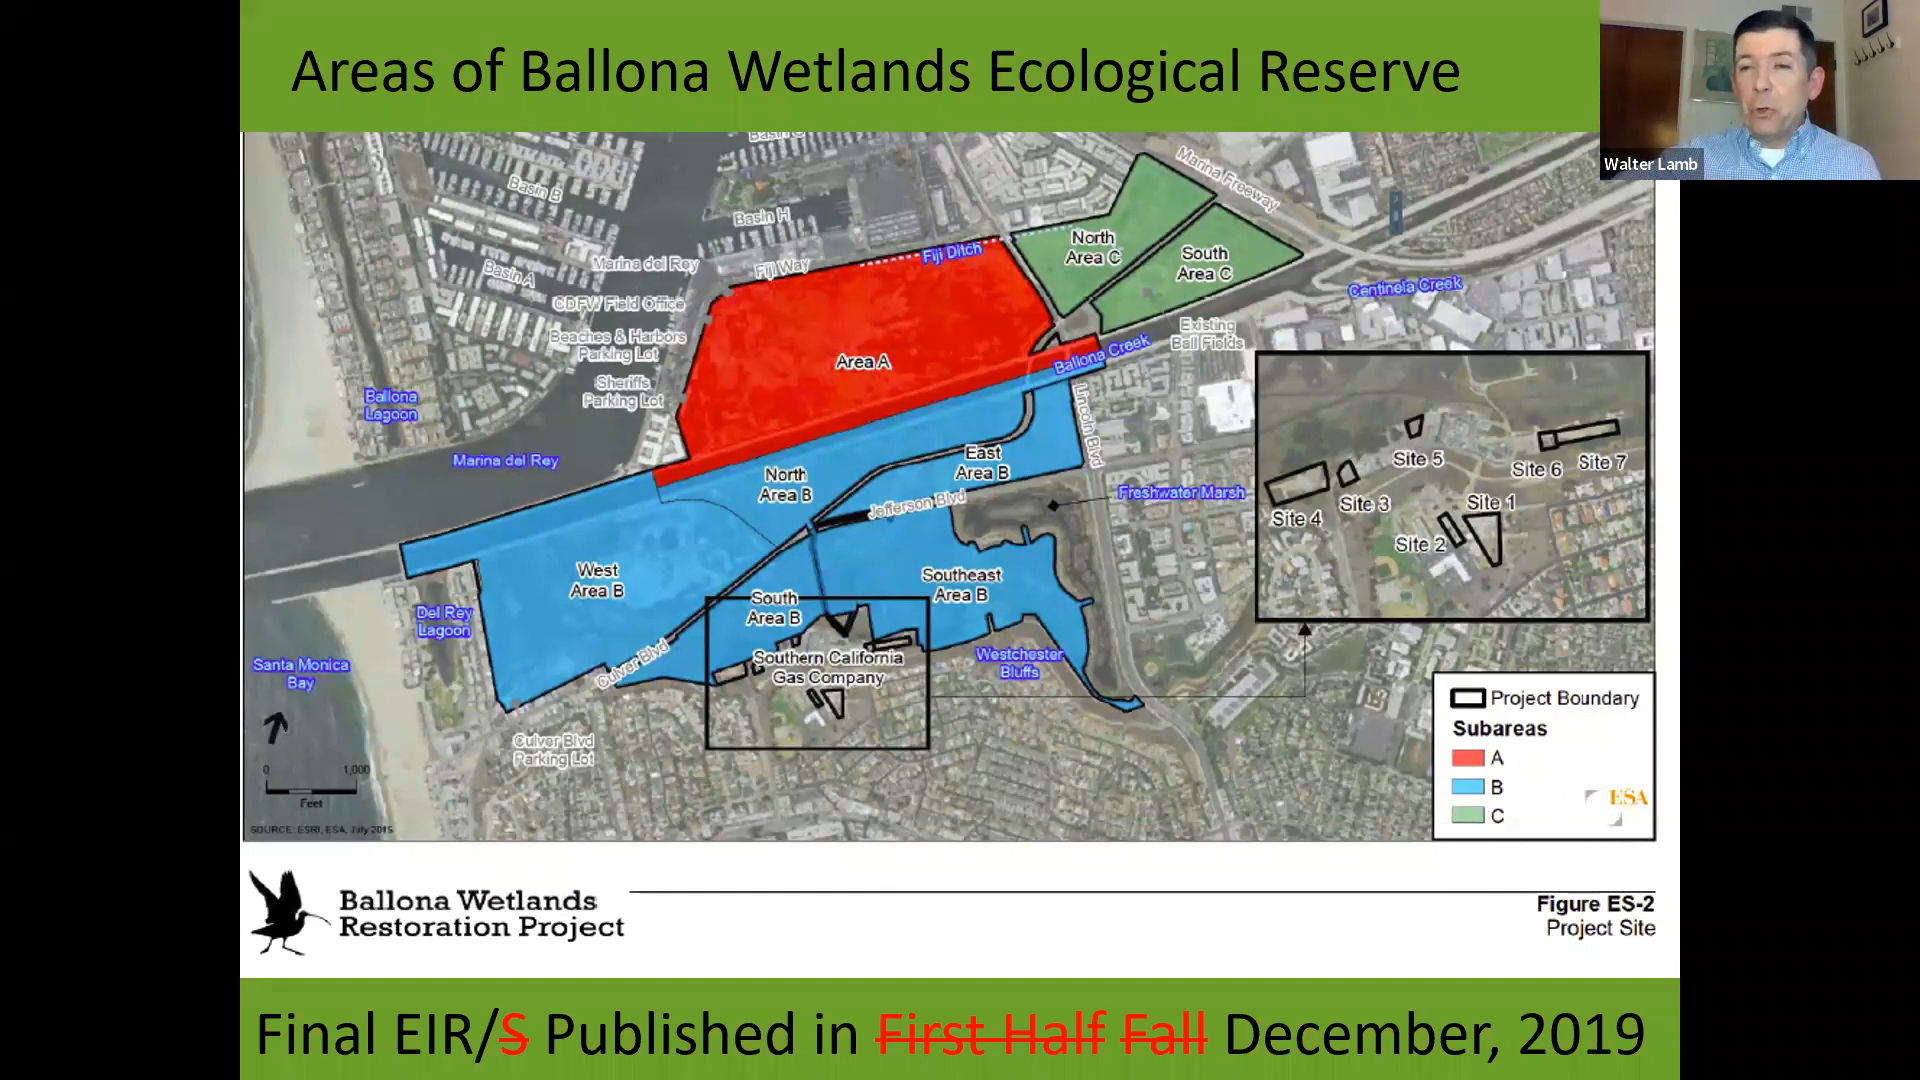 Areas of Ballona Wetlands Ecological Reserve
Walter Lamb
Basin B
Basin H
Basin A
Marina del Rey
Fiji Way
Fiji Ditch
Marina Freeway
North
Area C
South
Area C
Centinela Creek
CDFW Field Office
Beaches & Harbors
Parking Lot
Sheriffs
Parking Lot
Existing
Ball Fields
Ballona Creek
Area A
Ballona
Lagoon
Marina del Rey
Lincoln Blvd
North
Area B
East
Area B
Jefferson Blvd
Freshwater Marsh
West
Area B
South
Area B
Southeast
Area B
Del Rey
Lagoon
Culver Blvd
Southern California
Gas Company
Westchester
Bluffs
Santa Monica
Bay
Culver Blvd
Parking Lot
0 1,000
Feet
SOURCE: ESRI, ESA, July 2015
Site 5
Site 6
Site 7
Site 4
Site 3
Site 1
Site 2
Project Boundary
Subareas
A
B
C
ESA
Ballona Wetlands
Restoration Project
Figure ES-2
Project Site
Final EIR/S Published in First Half Fall December, 2019